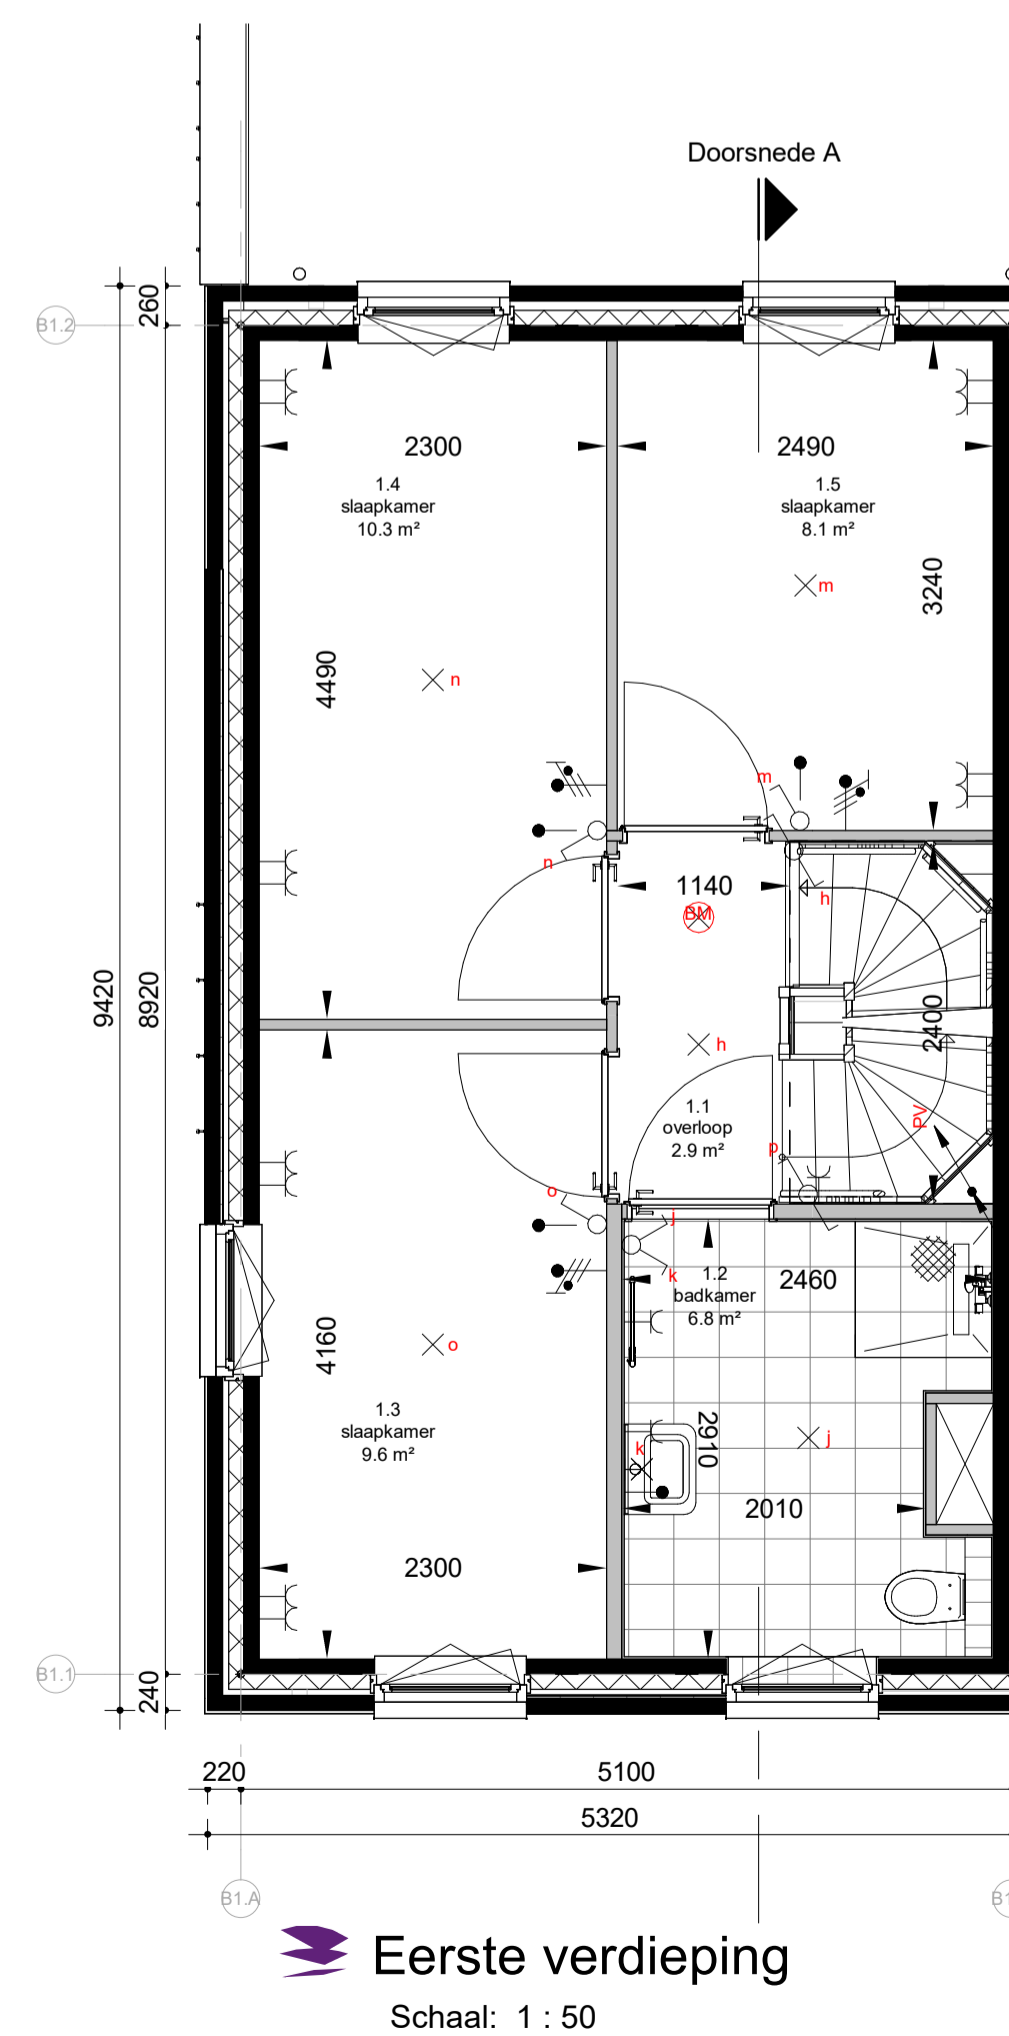 Doorsnede A
260
B1.2
2300
2490
1.4
slaapkamer
10.3 m²
1.5
slaapkamer
8.1 m²
3240
m
4490
n
m
n
1140
h
BM
9420
8920
2400
h
1.1
overloop
2.9 m²
PV
p
o
j
k
1.2
badkamer
6.8 m²
2460
4160
o
1.3
slaapkamer
9.6 m²
2910
j
k
2010
2300
B1.1
240
220
5100
5320
B1.A
B1
Eerste verdieping
Schaal: 1 : 50